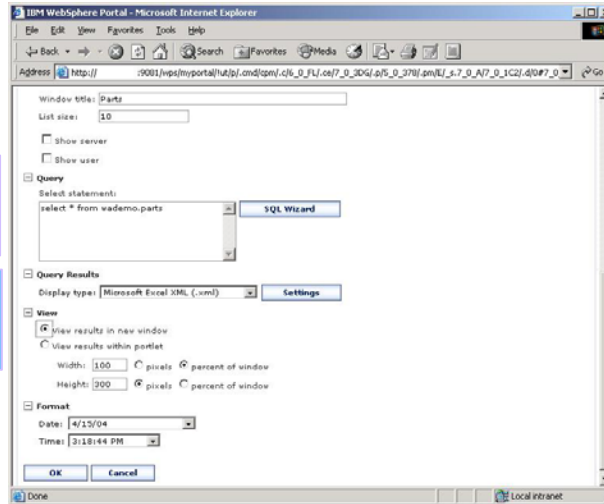 IBM WebSphere Portal - Microsoft Internet Explorer
File Edit View Favorites Tools Help
Back Search Favorites Media
Address http:// :9081/wps/myportal/!ut/p/.cmd/cpm/.c/6_0_FL/.ce/7_0_3DG/.p/5_0_378/.pm/E/_s.7_0_A/7_0_1C2/.d/0#7_0 Go
Window title: Parts
List size: 10
Show server
Show user
Query
Select statement:
select * from wademo.parts SQL Wizard
Query Results
Display type: Microsoft Excel XML (.xml) Settings
View
View results in new window
View results within portlet
Width: 100 pixels percent of window
Height: 300 pixels percent of window
Format
Date: 4/15/04
Time: 3:18:44 PM
OK Cancel
Done Local intranet